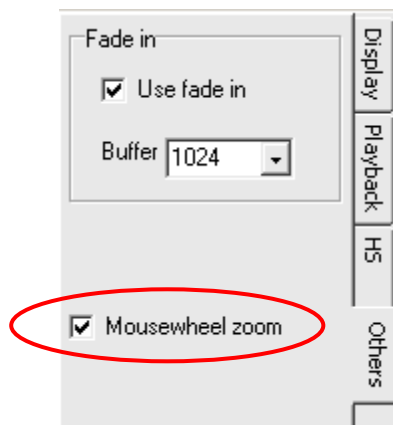 Fade in
Use fade in
Buffer 1024
Mousewheel zoom
Display
Playback
HS
Others